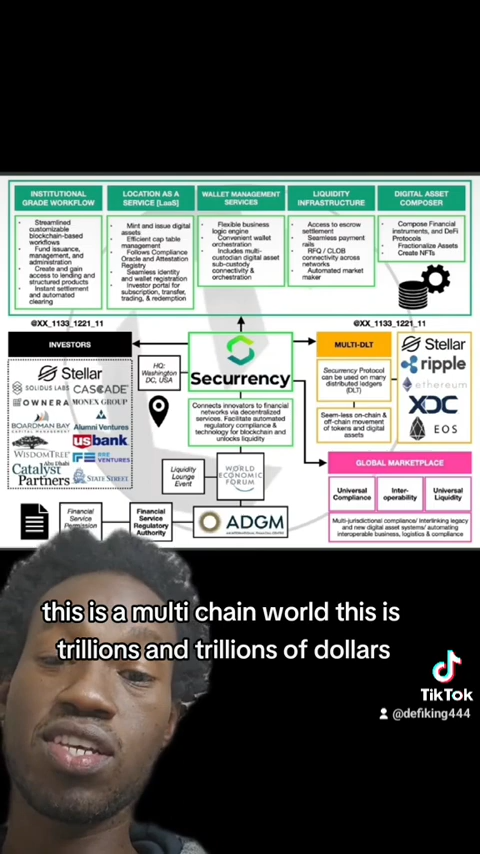 INSTITUTIONAL
GRADE WORKFLOW
Streamlined
customizable
blockchain-based
workflows
Fund issuance,
management, and
administration
Create and gain
access to lending and
structured products
Instant settlement
and automated
clearing
LOCATION AS A
SERVICE [LaaS]
Mint and issue digital
assets
Efficient cap table
management
Follows Compliance
Oracle and Attestation
Registry
Seamless identity
and wallet registration
Investor portal for
subscription, transfer,
trading, & redemption
WALLET MANAGEMENT
SERVICES
Flexible business
logic engine
Convenient wallet
orchestration
Includes multi-
custodian digital asset
sub-custody
connectivity &
orchestration
LIQUIDITY
INFRASTRUCTURE
Access to escrow
settlement
Seamless payment
rails
RFQ / CLOB
connectivity across
networks
Automated market
maker
DIGITAL ASSET
COMPOSER
Compose Financial
instruments, and DeFi
Protocols
Fractionalize Assets
Create NFTs
@XX_1133_1221_11
@XX_1133_1221_11
INVESTORS
Stellar
SOLIDUS LABS
CASCADE
OWNERA
MONEX GROUP
BOARDMAN BAY
CAPITAL MANAGEMENT
Alumni Ventures
usbank
WISDOMTREE
RRE
VENTURES
Abu Dhabi
Catalyst
Partners
STATE STREET
HQ:
Washington
DC, USA
Securrency
Connects innovators to financial
networks via decentralized
services. Facilitate automated
regulatory compliance &
technology for blockchain and
unlocks liquidity
MULTI-DLT
Securrency Protocol
can be used on many
distributed ledgers
(DLT)
Seem-less on-chain &
off-chain movement
of tokens and digital
assets
Stellar
ripple
ethereum
XDC
EOS
Liquidity
Lounge
Event
WORLD
ECONOMIC
FORUM
GLOBAL MARKETPLACE
Universal
Compliance
Inter-
operability
Universal
Liquidity
Multi-jurisdictional compliance/ Interlinking legacy
and new digital asset systems/ automating
interoperable business, logistics & compliance
Financial
Service
Permission
Financial
Service
Regulatory
Authority
ADGM
this is a multi chain world this is
trillions and trillions of dollars
TikTok
@defiking444